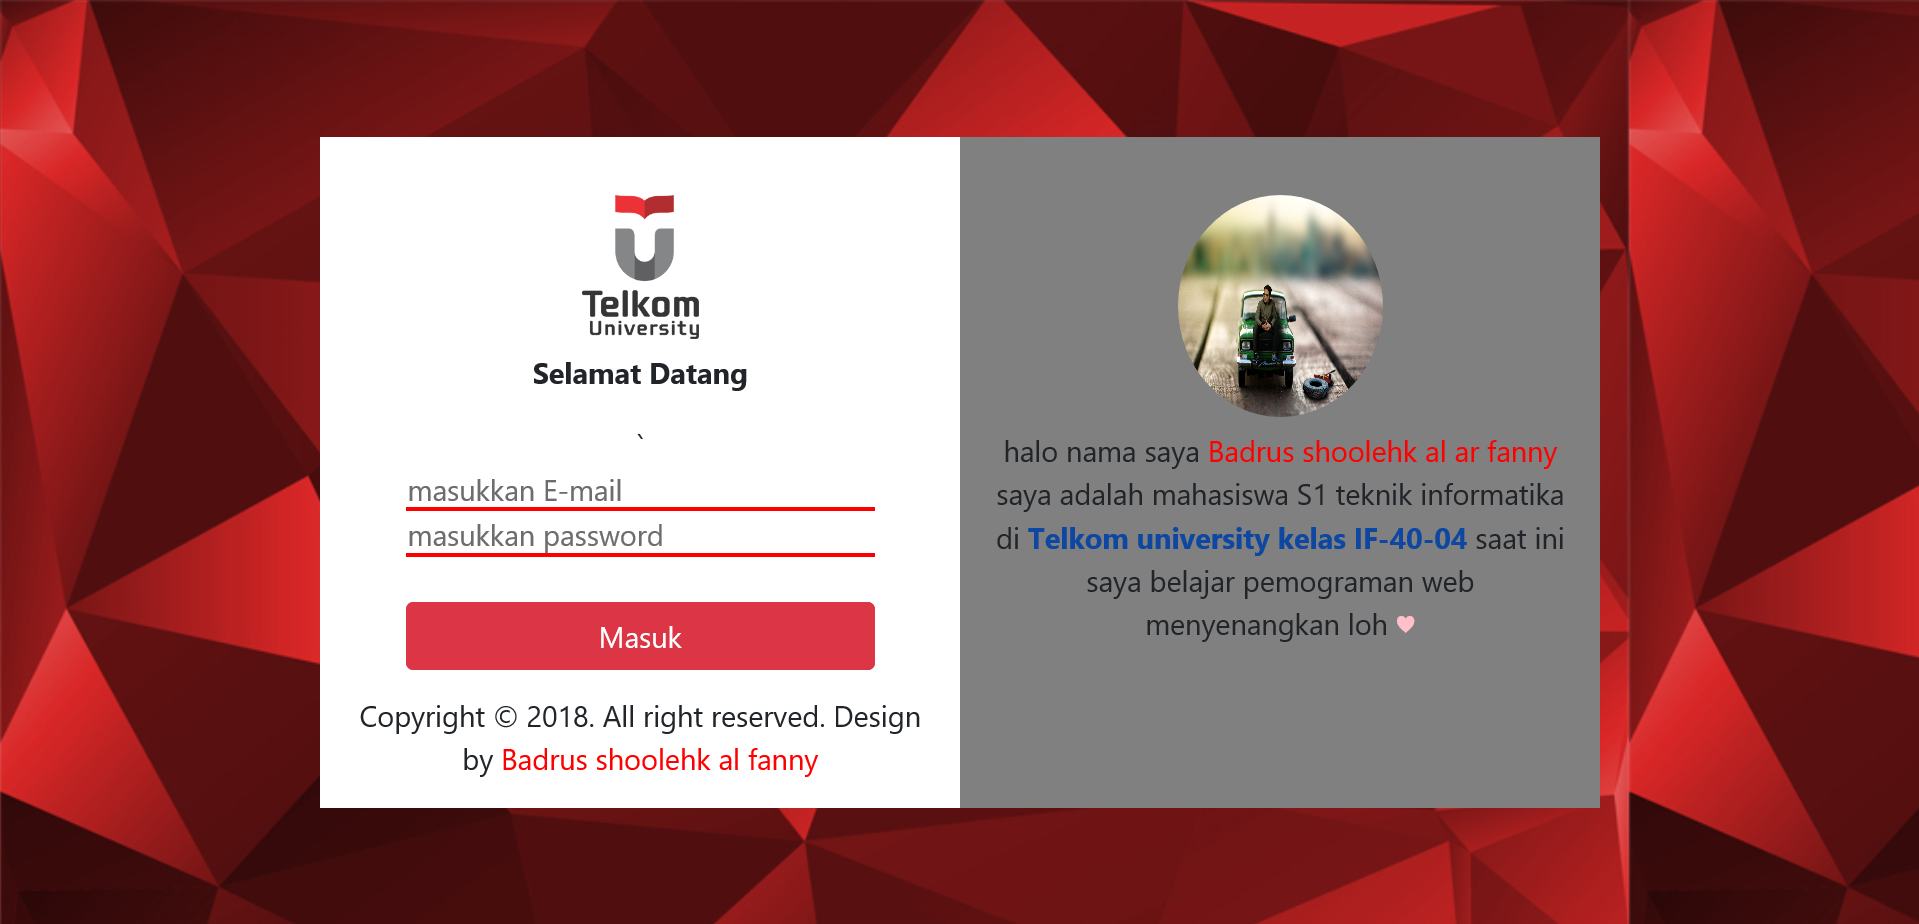 Telkom
University
Selamat Datang
`
masukkan E-mail
masukkan password
Masuk
Copyright © 2018. All right reserved. Design
by Badrus shoolehk al fanny
halo nama saya Badrus shoolehk al ar fanny
saya adalah mahasiswa S1 teknik informatika
di Telkom university kelas IF-40-04 saat ini
saya belajar pemograman web
menyenangkan loh ♥